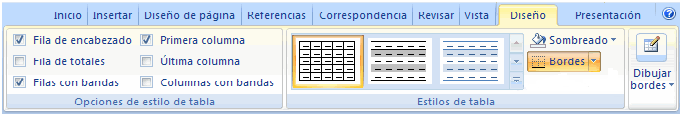 Inicio Insertar Diseño de página Referencias Correspondencia Revisar Vista Diseño Presentación
Fila de encabezado Primera columna Sombreado
Fila de totales Última columna Bordes
Filas con bandas Columnas con bandas
Dibujar
bordes
Opciones de estilo de tabla Estilos de tabla